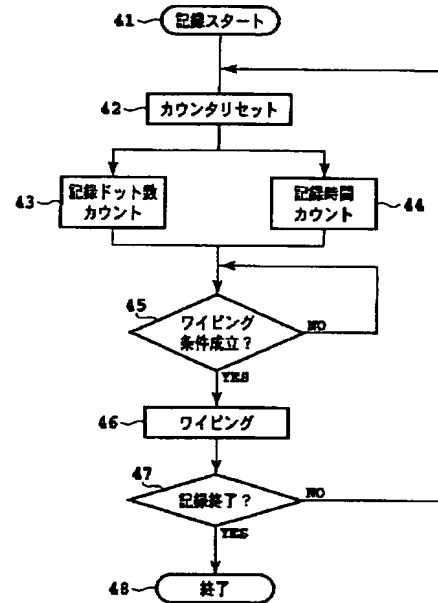 41
記録スタート
42
カウンタリセット
43
記録ドット数
カウント
記録時間
カウント
44
45
ワイピング
条件成立?
NO
YES
46
ワイピング
47
記録終了?
NO
YES
48
終了